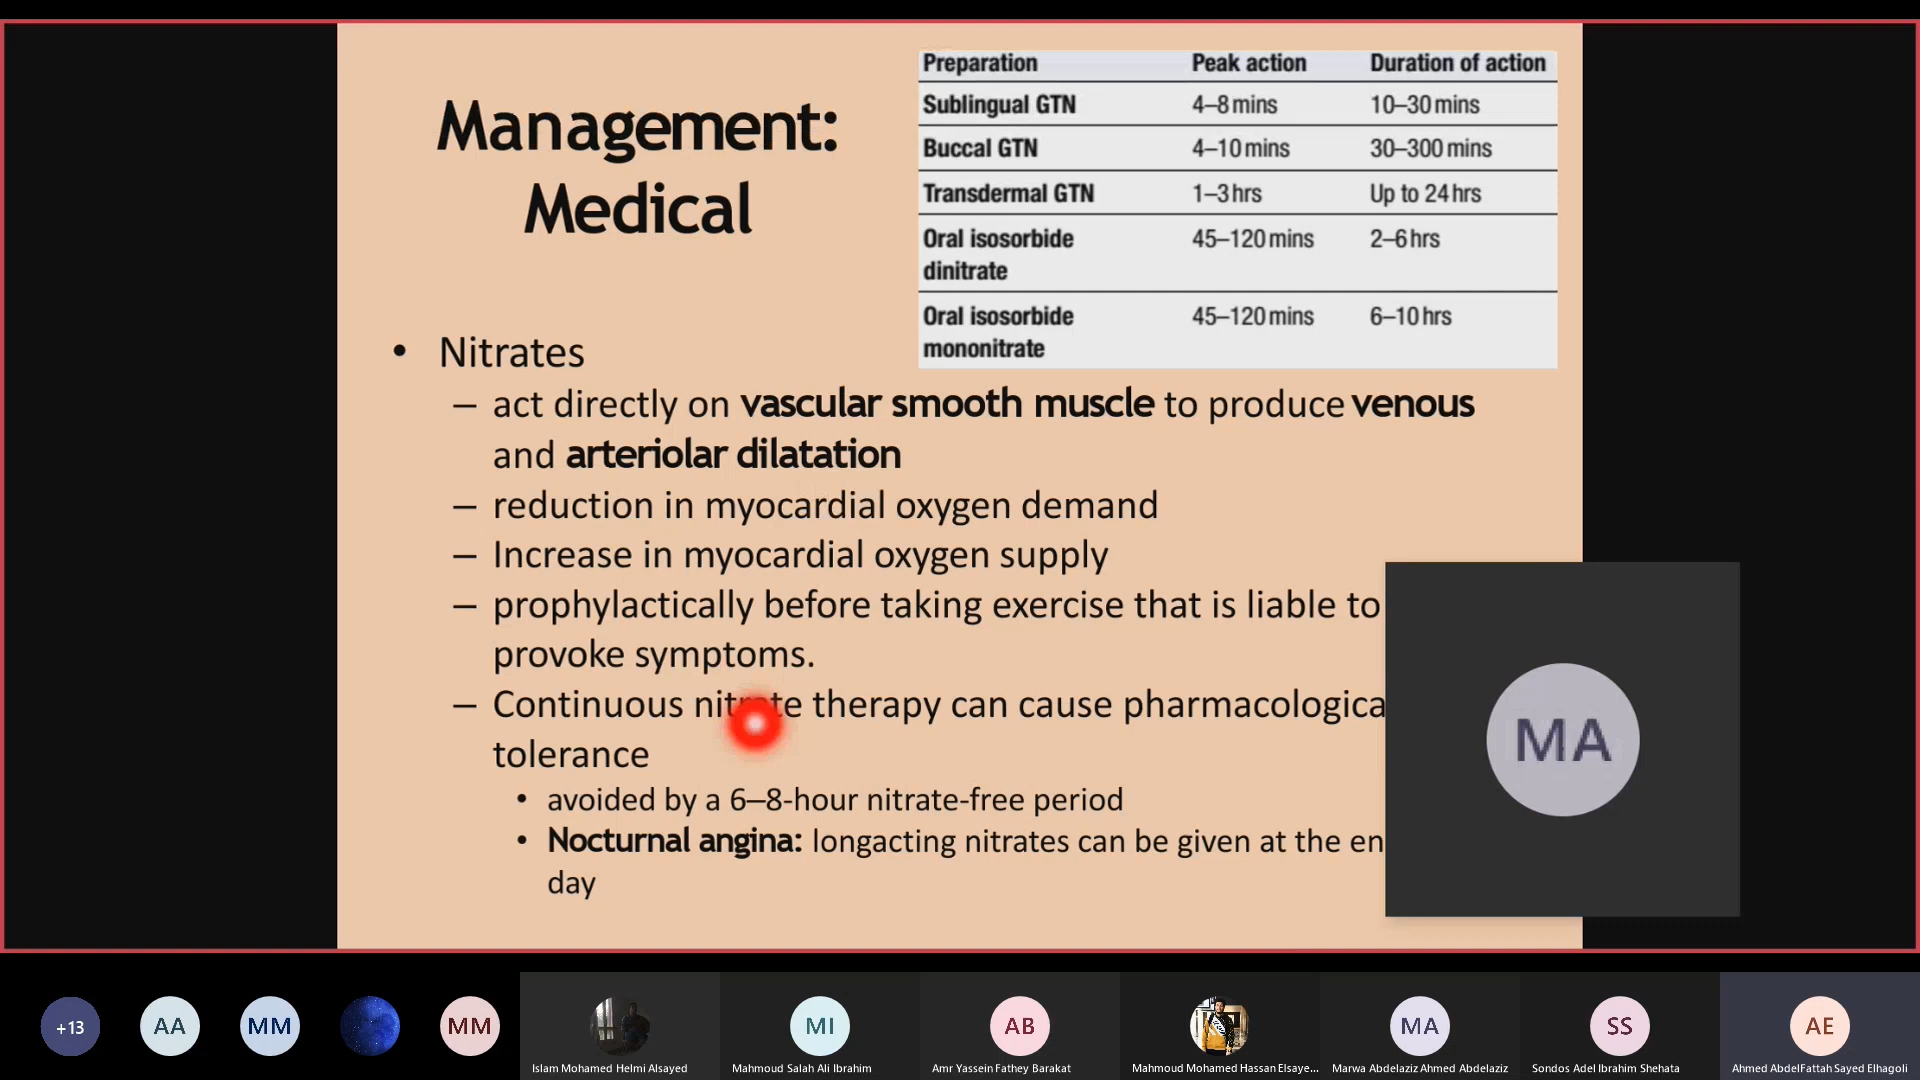 Management:
Medical
Preparation Peak action Duration of action
Sublingual GTN 4–8 mins 10–30 mins
Buccal GTN 4–10 mins 30–300 mins
Transdermal GTN 1–3 hrs Up to 24 hrs
Oral isosorbide 45–120 mins 2–6 hrs
dinitrate
Oral isosorbide 45–120 mins 6–10 hrs
mononitrate
• Nitrates
– act directly on vascular smooth muscle to produce venous
and arteriolar dilatation
– reduction in myocardial oxygen demand
– Increase in myocardial oxygen supply
– prophylactically before taking exercise that is liable to
provoke symptoms.
– Continuous nitrate therapy can cause pharmacologica
tolerance
• avoided by a 6–8-hour nitrate-free period
• Nocturnal angina: longacting nitrates can be given at the en
day
MA
+13 AA MM MM MI AB MA SS AE
Islam Mohamed Helmi Alsayed Mahmoud Salah Ali Ibrahim Amr Yassein Fathey Barakat Mahmoud Mohamed Hassan Elsaye... Marwa Abdelaziz Ahmed Abdelaziz Sondos Adel Ibrahim Shehata Ahmed AbdelFattah Sayed Elhagoli